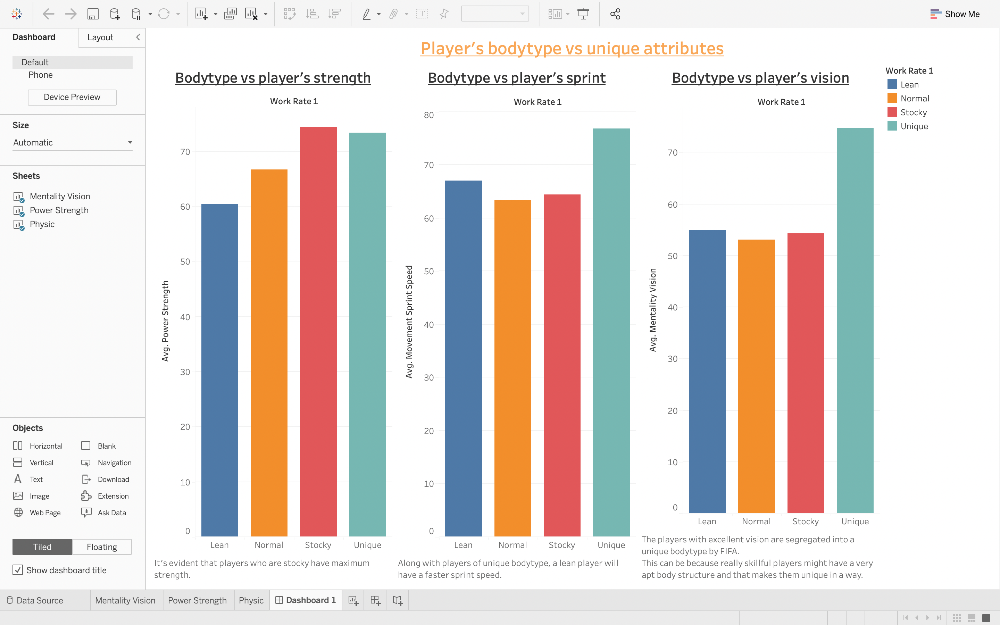 Show Me
Dashboard
Layout
Default
Phone
Device Preview
Size
Automatic
Sheets
Mentality Vision
Power Strength
Physic
Objects
Horizontal
Blank
Vertical
Navigation
Text
Download
Image
Extension
Web Page
Ask Data
Tiled
Floating
Show dashboard title
Player's bodytype vs unique attributes
Bodytype vs player's strength
Work Rate 1
Avg. Power Strength
70
60
50
40
30
20
10
0
Lean Normal Stocky Unique
It's evident that players who are stocky have maximum
strength.
Bodytype vs player's sprint
Work Rate 1
Avg. Movement Sprint Speed
80
70
60
50
40
30
20
10
0
Lean Normal Stocky Unique
Along with players of unique bodytype, a lean player will
have a faster sprint speed.
Bodytype vs player's vision
Work Rate 1
Avg. Mentality Vision
70
60
50
40
30
20
10
0
Lean Normal Stocky Unique
The players with excellent vision are segregated into a
unique bodytype by FIFA.
This can be because really skillful players might have a very
apt body structure and that makes them unique in a way.
Work Rate 1
Lean
Normal
Stocky
Unique
Data Source
Mentality Vision
Power Strength
Physic
Dashboard 1